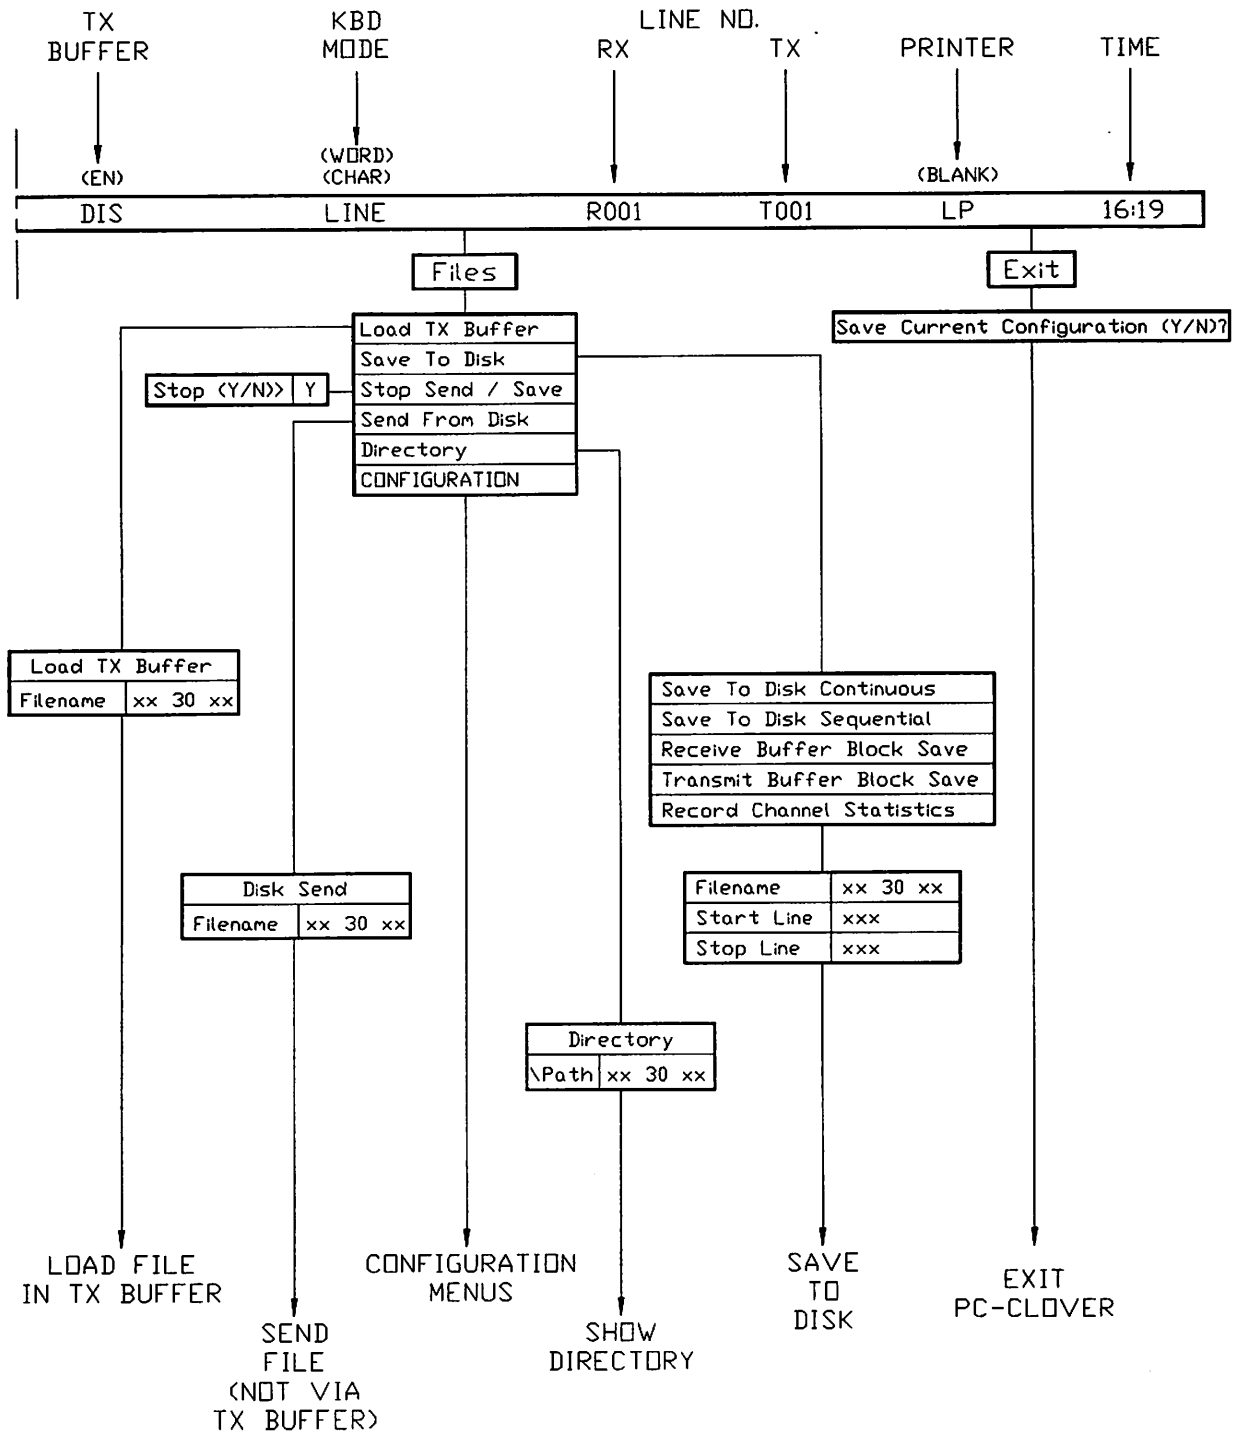 TX BUFFER
KBD MODE
LINE NO.
RX
TX
PRINTER
TIME
(EN)
(WORD)
(CHAR)
(BLANK)
DIS LINE R001 T001 LP 16:19
Files
Exit
Load TX Buffer
Save To Disk
Stop Send / Save
Send From Disk
Directory
CONFIGURATION
Save Current Configuration (Y/N)?
Stop (Y/N)> Y
Load TX Buffer
Filename xx 30 xx
Save To Disk Continuous
Save To Disk Sequential
Receive Buffer Block Save
Transmit Buffer Block Save
Record Channel Statistics
Disk Send
Filename xx 30 xx
Filename xx 30 xx
Start Line xxx
Stop Line xxx
Directory
\Path xx 30 xx
LOAD FILE
IN TX BUFFER
SEND
FILE
(NOT VIA
TX BUFFER)
CONFIGURATION
MENUS
SHOW
DIRECTORY
SAVE
TO
DISK
EXIT
PC-CLOVER